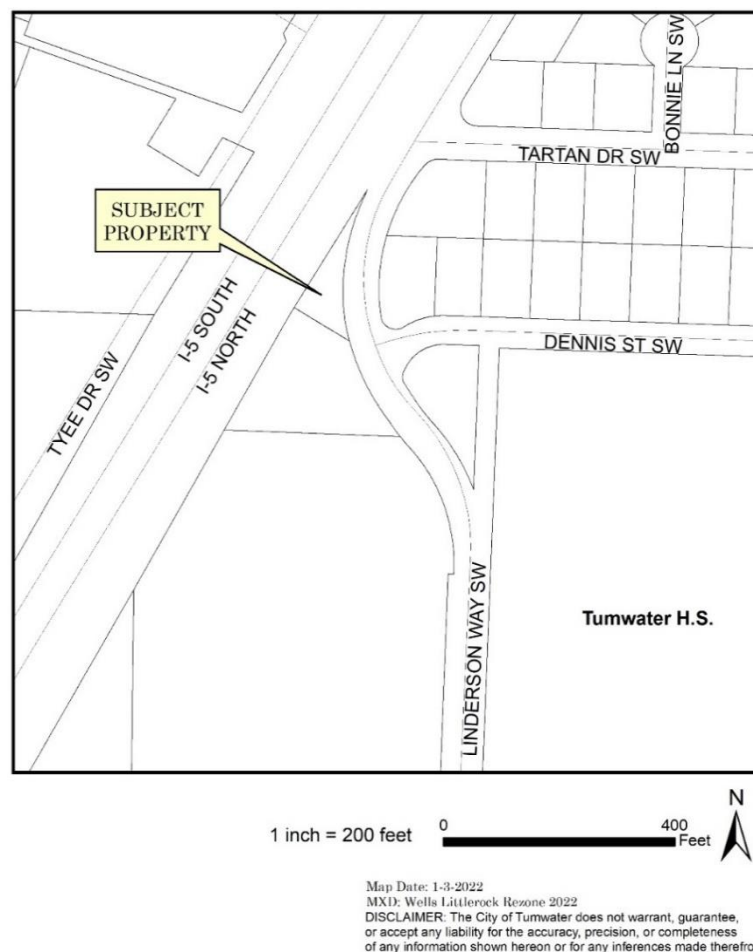 BONNIE LN SW
TARTAN DR SW
SUBJECT
PROPERTY
I-5 SOUTH
I-5 NORTH
DENNIS ST SW
TYEE DR SW
Tumwater H.S.
LINDERSON WAY SW
N
1 inch = 200 feet
0 400
Feet
Map Date: 1-3-2022
MXD: Wells Littlerock Rezone 2022
DISCLAIMER: The City of Tumwater does not warrant, guarantee,
or accept any liability for the accuracy, precision, or completeness
of any information shown hereon or for any inferences made